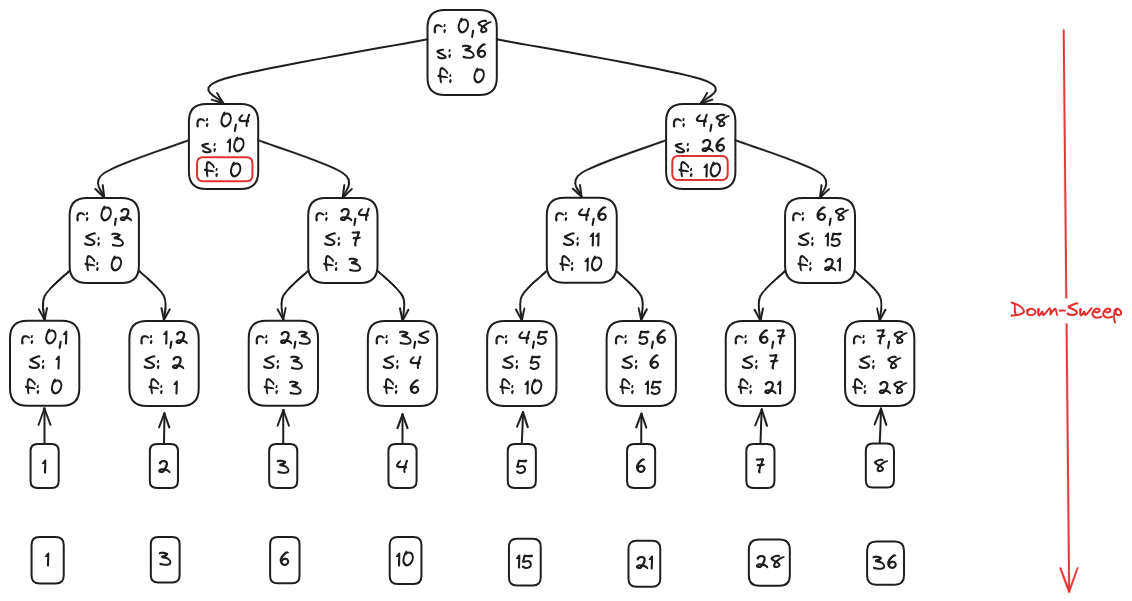 r: 0,8
s: 36
f: 0
r: 0,4
s: 10
f: 0
r: 4,8
s: 26
f: 10
r: 0,2
s: 3
f: 0
r: 2,4
s: 7
f: 3
r: 4,6
s: 11
f: 10
r: 6,8
s: 15
f: 21
Down-Sweep
r: 0,1
s: 1
f: 0
r: 1,2
s: 2
f: 1
r: 2,3
s: 3
f: 3
r: 3,5
s: 4
f: 6
r: 4,5
s: 5
f: 10
r: 5,6
s: 6
f: 15
r: 6,7
s: 7
f: 21
r: 7,8
s: 8
f: 28
1
2
3
4
5
6
7
8
1
3
6
10
15
21
28
36